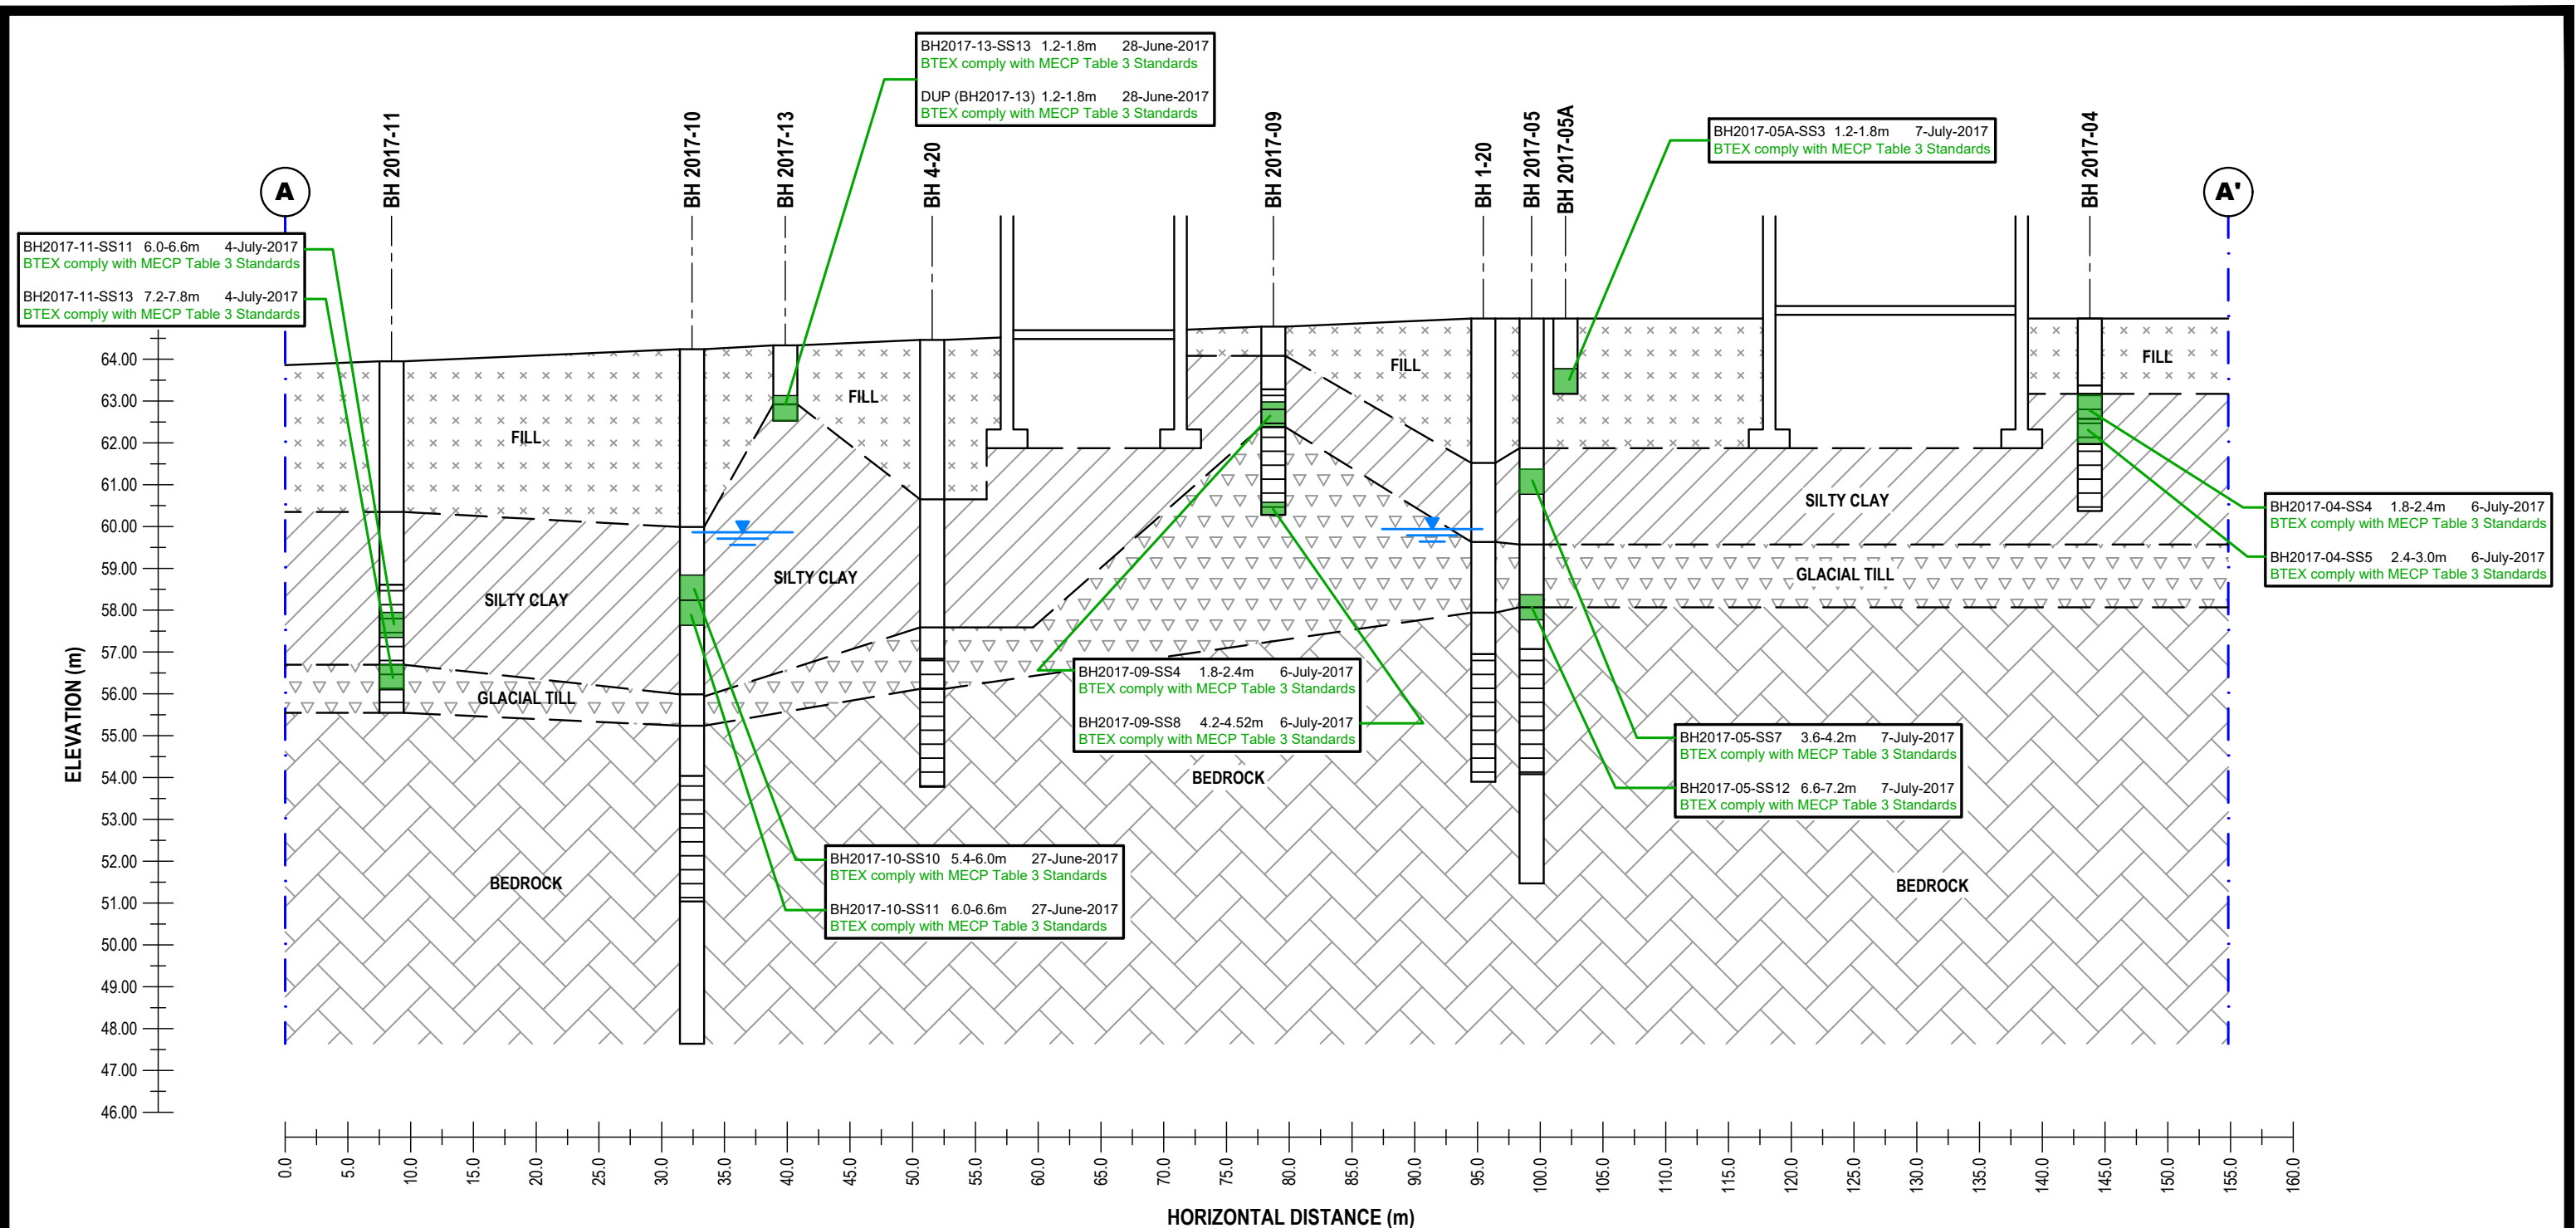 BH2017-13-SS13 1.2-1.8m 28-June-2017
BTEX comply with MECP Table 3 Standards
DUP (BH2017-13) 1.2-1.8m 28-June-2017
BTEX comply with MECP Table 3 Standards
BH 2017-11
BH 2017-10
BH 2017-13
BH 4-20
BH 2017-09
BH 1-20
BH 2017-05
BH 2017-05A
BH 2017-04
BH2017-05A-SS3 1.2-1.8m 7-July-2017
BTEX comply with MECP Table 3 Standards
A
A'
BH2017-11-SS11 6.0-6.6m 4-July-2017
BTEX comply with MECP Table 3 Standards
BH2017-11-SS13 7.2-7.8m 4-July-2017
BTEX comply with MECP Table 3 Standards
FILL
FILL
FILL
FILL
SILTY CLAY
SILTY CLAY
SILTY CLAY
GLACIAL TILL
GLACIAL TILL
BEDROCK
BEDROCK
BEDROCK
BH2017-04-SS4 1.8-2.4m 6-July-2017
BTEX comply with MECP Table 3 Standards
BH2017-04-SS5 2.4-3.0m 6-July-2017
BTEX comply with MECP Table 3 Standards
BH2017-09-SS4 1.8-2.4m 6-July-2017
BTEX comply with MECP Table 3 Standards
BH2017-09-SS8 4.2-4.52m 6-July-2017
BTEX comply with MECP Table 3 Standards
BH2017-05-SS7 3.6-4.2m 7-July-2017
BTEX comply with MECP Table 3 Standards
BH2017-05-SS12 6.6-7.2m 7-July-2017
BTEX comply with MECP Table 3 Standards
BH2017-10-SS10 5.4-6.0m 27-June-2017
BTEX comply with MECP Table 3 Standards
BH2017-10-SS11 6.0-6.6m 27-June-2017
BTEX comply with MECP Table 3 Standards
ELEVATION (m)
64.00
63.00
62.00
61.00
60.00
59.00
58.00
57.00
56.00
55.00
54.00
53.00
52.00
51.00
50.00
49.00
48.00
47.00
46.00
0.0
5.0
10.0
15.0
20.0
25.0
30.0
35.0
40.0
45.0
50.0
55.0
60.0
65.0
70.0
75.0
80.0
85.0
90.0
95.0
100.0
105.0
110.0
115.0
120.0
125.0
130.0
135.0
140.0
145.0
150.0
155.0
160.0
HORIZONTAL DISTANCE (m)